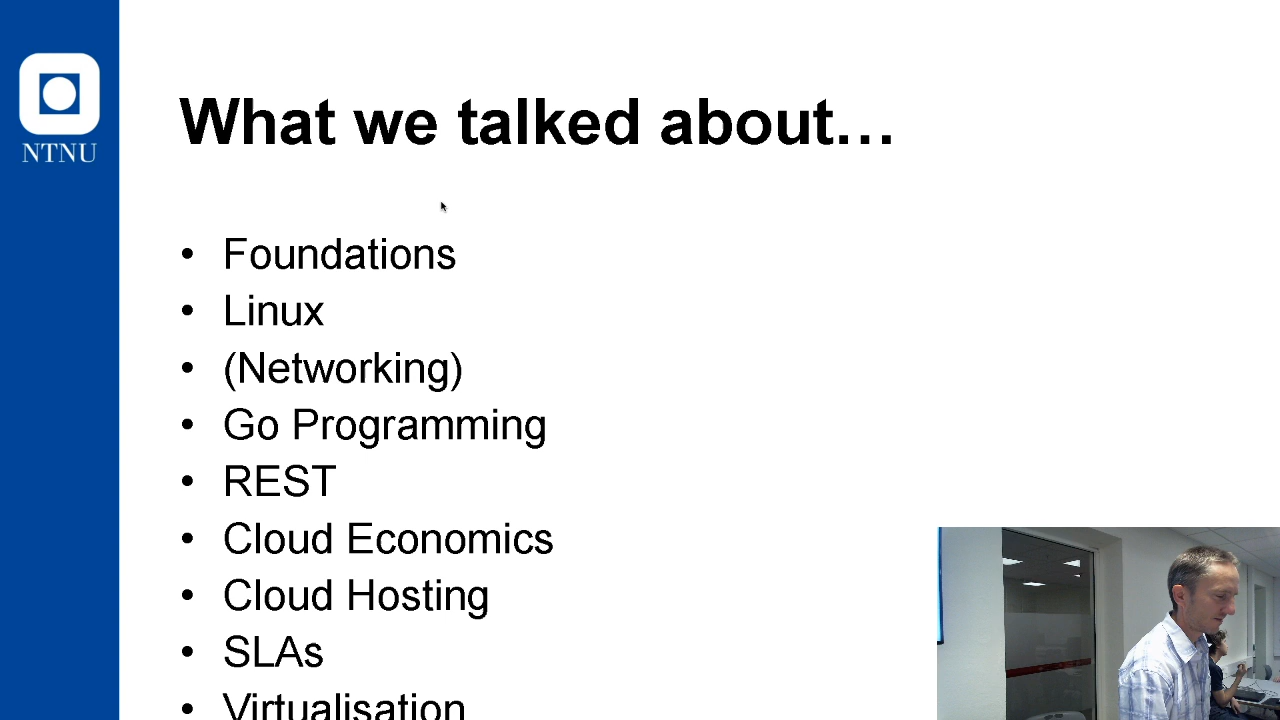 NTNU
What we talked about…
• Foundations
• Linux
• (Networking)
• Go Programming
• REST
• Cloud Economics
• Cloud Hosting
• SLAs
• Virtualisation